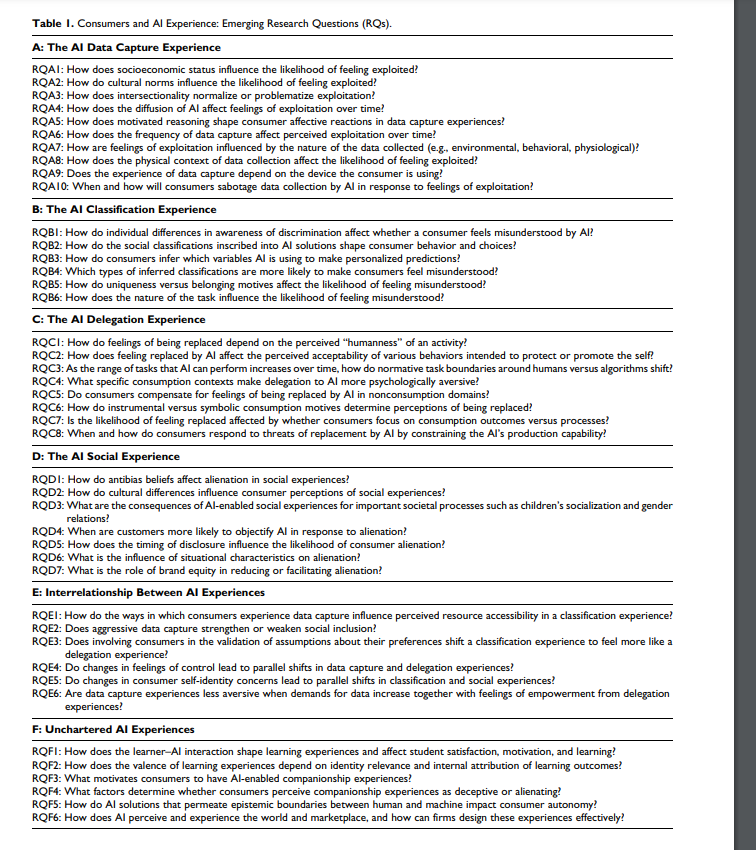 Table 1. Consumers and AI Experience: Emerging Research Questions (RQs).
A: The AI Data Capture Experience
RQA1: How does socioeconomic status influence the likelihood of feeling exploited?
RQA2: How do cultural norms influence the likelihood of feeling exploited?
RQA3: How does intersectionality normalize or problematize exploitation?
RQA4: How does the diffusion of AI affect feelings of exploitation over time?
RQA5: How does motivated reasoning shape consumer affective reactions in data capture experiences?
RQA6: How does the frequency of data capture affect perceived exploitation over time?
RQA7: How are feelings of exploitation influenced by the nature of the data collected (e.g., environmental, behavioral, physiological)?
RQA8: How does the physical context of data collection affect the likelihood of feeling exploited?
RQA9: Does the experience of data capture depend on the device the consumer is using?
RQA10: When and how will consumers sabotage data collection by AI in response to feelings of exploitation?
B: The AI Classification Experience
RQB1: How do individual differences in awareness of discrimination affect whether a consumer feels misunderstood by AI?
RQB2: How do the social classifications inscribed into AI solutions shape consumer behavior and choices?
RQB3: How do consumers infer which variables AI is using to make personalized predictions?
RQB4: Which types of inferred classifications are more likely to make consumers feel misunderstood?
RQB5: How do uniqueness versus belonging motives affect the likelihood of feeling misunderstood?
RQB6: How does the nature of the task influence the likelihood of feeling misunderstood?
C: The AI Delegation Experience
RQC1: How do feelings of being replaced depend on the perceived “humanness” of an activity?
RQC2: How does feeling replaced by AI affect the perceived acceptability of various behaviors intended to protect or promote the self?
RQC3: As the range of tasks that AI can perform increases over time, how do normative task boundaries around humans versus algorithms shift?
RQC4: What specific consumption contexts make delegation to AI more psychologically aversive?
RQC5: Do consumers compensate for feelings of being replaced by AI in nonconsumption domains?
RQC6: How do instrumental versus symbolic consumption motives determine perceptions of being replaced?
RQC7: Is the likelihood of feeling replaced affected by whether consumers focus on consumption outcomes versus processes?
RQC8: When and how do consumers respond to threats of replacement by AI by constraining the AI’s production capability?
D: The AI Social Experience
RQD1: How do antibias beliefs affect alienation in social experiences?
RQD2: How do cultural differences influence consumer perceptions of social experiences?
RQD3: What are the consequences of AI-enabled social experiences for important societal processes such as children’s socialization and gender
relations?
RQD4: When are customers more likely to objectify AI in response to alienation?
RQD5: How does the timing of disclosure influence the likelihood of consumer alienation?
RQD6: What is the influence of situational characteristics on alienation?
RQD7: What is the role of brand equity in reducing or facilitating alienation?
E: Interrelationship Between AI Experiences
RQE1: How do the ways in which consumers experience data capture influence perceived resource accessibility in a classification experience?
RQE2: Does aggressive data capture strengthen or weaken social inclusion?
RQE3: Does involving consumers in the validation of assumptions about their preferences shift a classification experience to feel more like a
delegation experience?
RQE4: Do changes in feelings of control lead to parallel shifts in data capture and delegation experiences?
RQE5: Do changes in consumer self-identity concerns lead to parallel shifts in classification and social experiences?
RQE6: Are data capture experiences less aversive when demands for data increase together with feelings of empowerment from delegation
experiences?
F: Unchartered AI Experiences
RQF1: How does the learner–AI interaction shape learning experiences and affect student satisfaction, motivation, and learning?
RQF2: How does the valence of learning experiences depend on identity relevance and internal attribution of learning outcomes?
RQF3: What motivates consumers to have AI-enabled companionship experiences?
RQF4: What factors determine whether consumers perceive companionship experiences as deceptive or alienating?
RQF5: How do AI solutions that permeate epistemic boundaries between human and machine impact consumer autonomy?
RQF6: How does AI perceive and experience the world and marketplace, and how can firms design these experiences effectively?